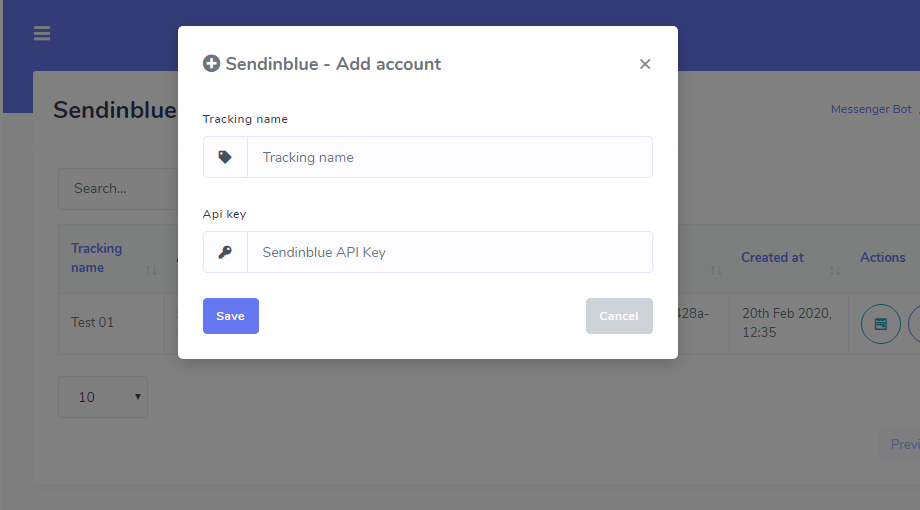 Sendinblue - Add account
×
Sendinblue
Messenger Bot
Tracking name
Tracking name
Search...
Api key
Sendinblue API Key
Tracking
name
Created at
Actions
Save
Cancel
Test 01
428a-
20th Feb 2020,
12:35
10
Previ